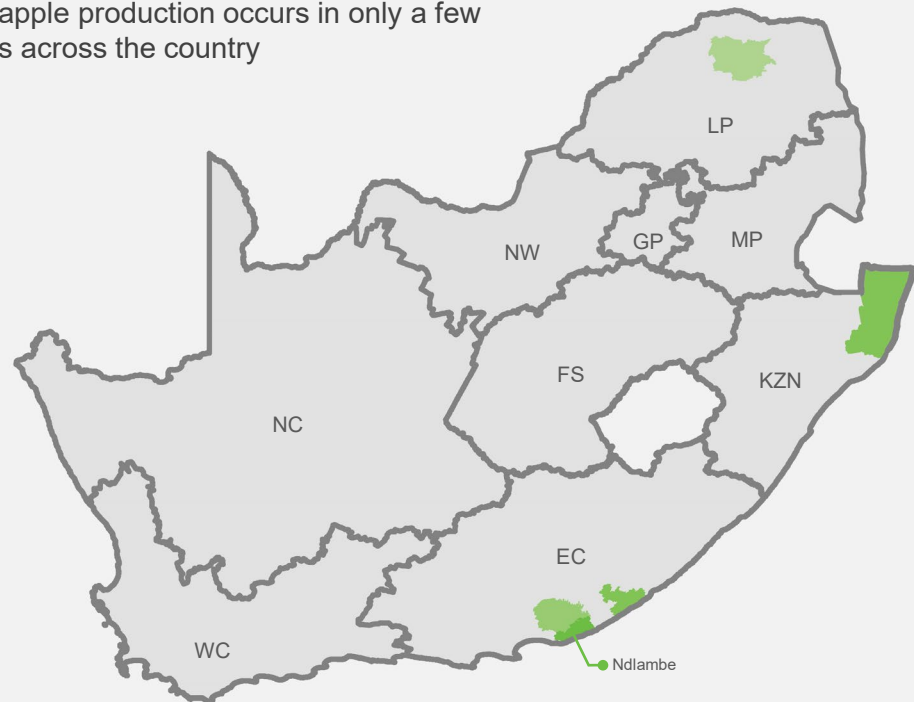 apple production occurs in only a few
s across the country
LP
NW
GP
MP
FS
KZN
NC
EC
WC
Ndlambe